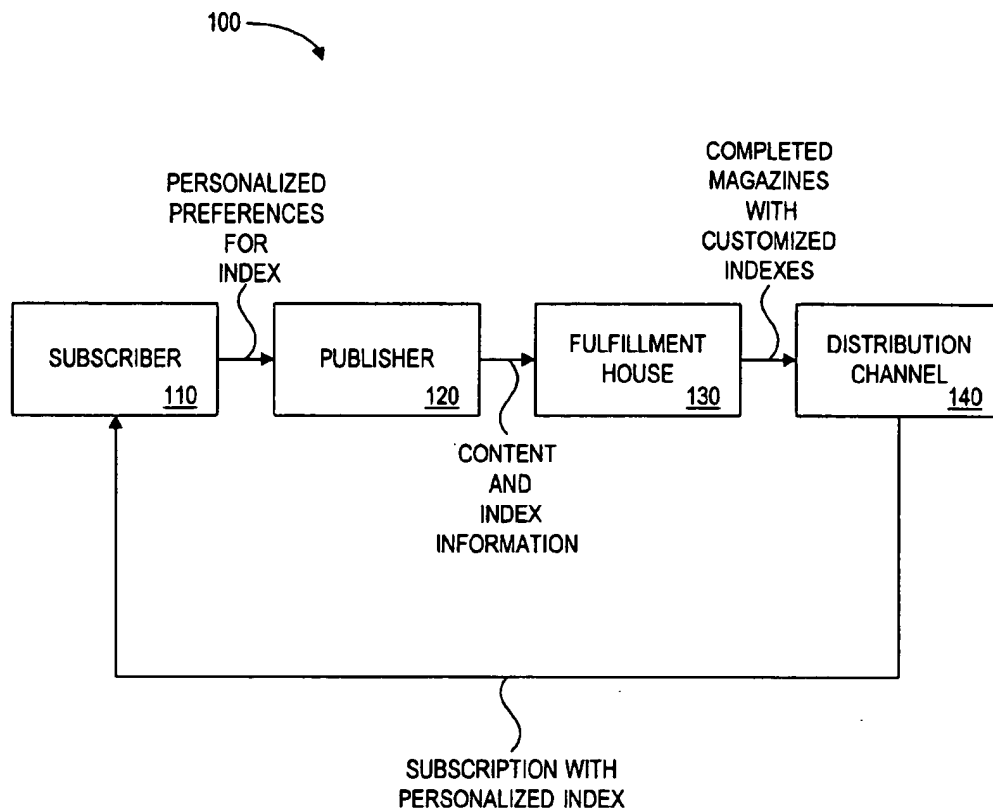 100
PERSONALIZED
PREFERENCES
FOR
INDEX
COMPLETED
MAGAZINES
WITH
CUSTOMIZED
INDEXES
SUBSCRIBER
110
PUBLISHER
120
FULFILLMENT
HOUSE
130
DISTRIBUTION
CHANNEL
140
CONTENT
AND
INDEX
INFORMATION
SUBSCRIPTION WITH
PERSONALIZED INDEX